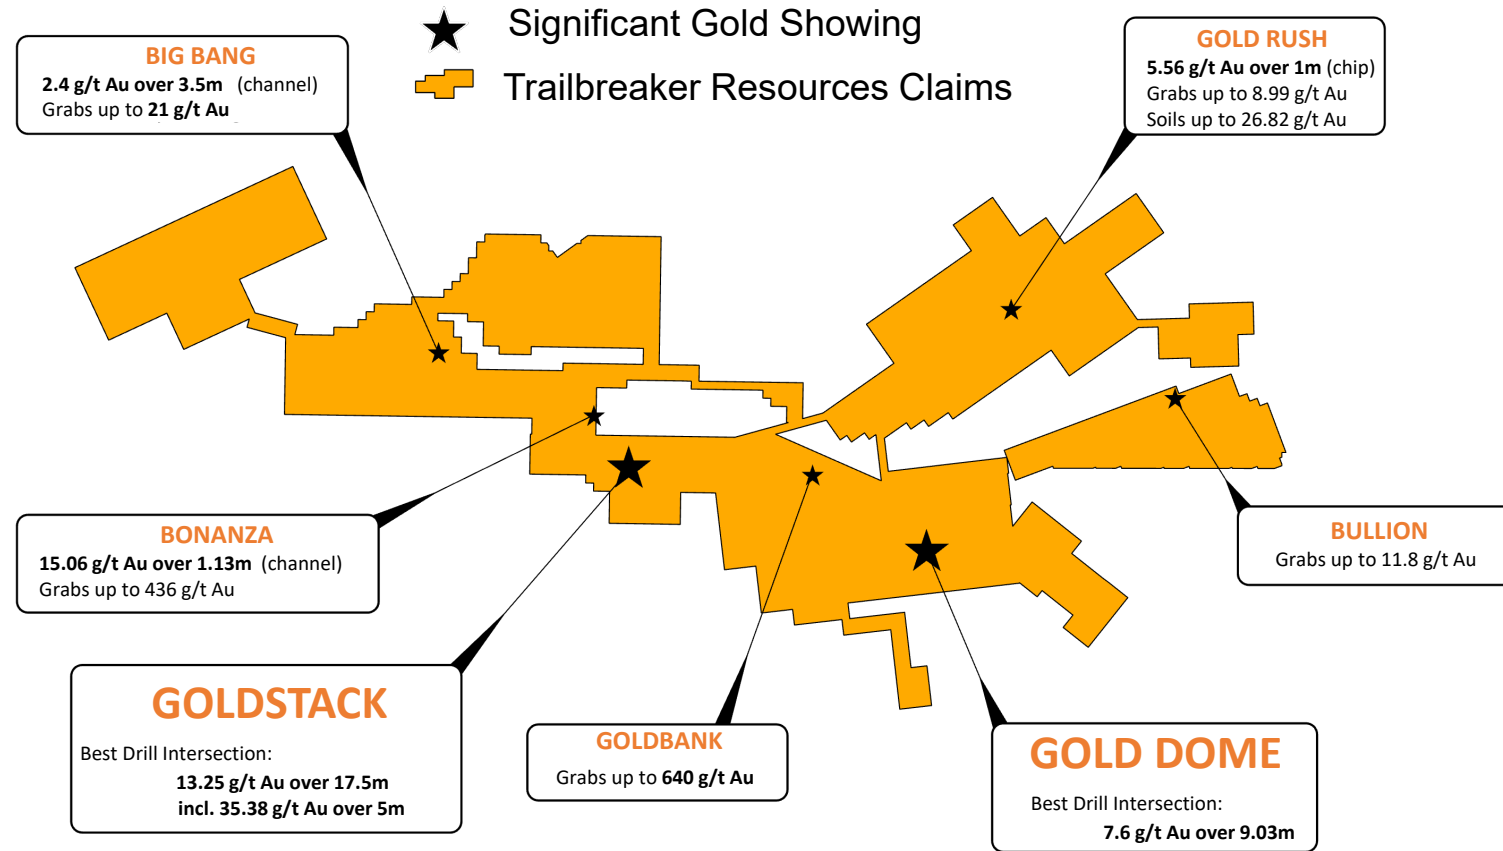 Significant Gold Showing
Trailbreaker Resources Claims
BIG BANG
2.4 g/t Au over 3.5m (channel)
Grabs up to 21 g/t Au
GOLD RUSH
5.56 g/t Au over 1m (chip)
Grabs up to 8.99 g/t Au
Soils up to 26.82 g/t Au
BONANZA
15.06 g/t Au over 1.13m (channel)
Grabs up to 436 g/t Au
BULLION
Grabs up to 11.8 g/t Au
GOLDSTACK
Best Drill Intersection:
13.25 g/t Au over 17.5m
incl. 35.38 g/t Au over 5m
GOLDBANK
Grabs up to 640 g/t Au
GOLD DOME
Best Drill Intersection:
7.6 g/t Au over 9.03m